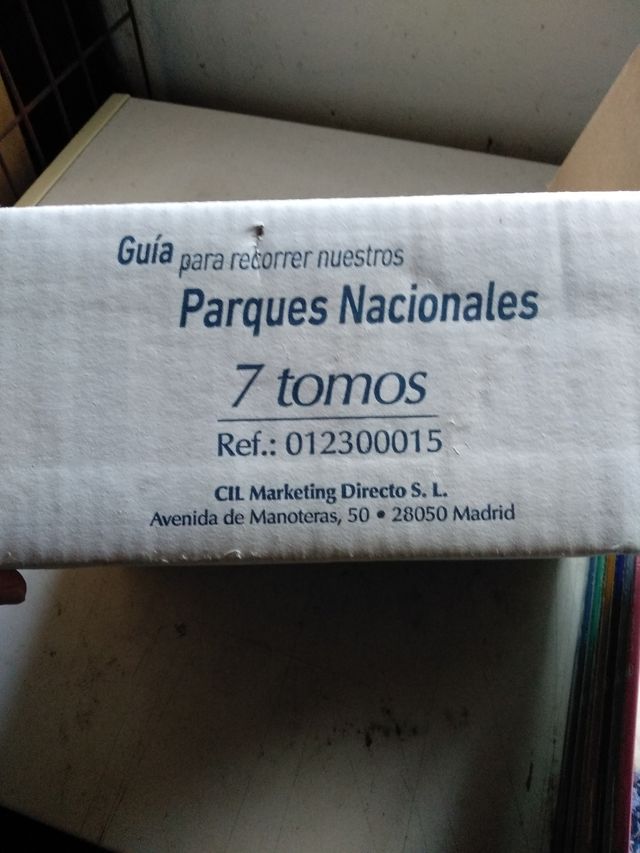 Guía para recorrer nuestros
Parques Nacionales
7 tomos
Ref.: 012300015
CIL Marketing Directo S. L.
Avenida de Manoteras, 50 • 28050 Madrid